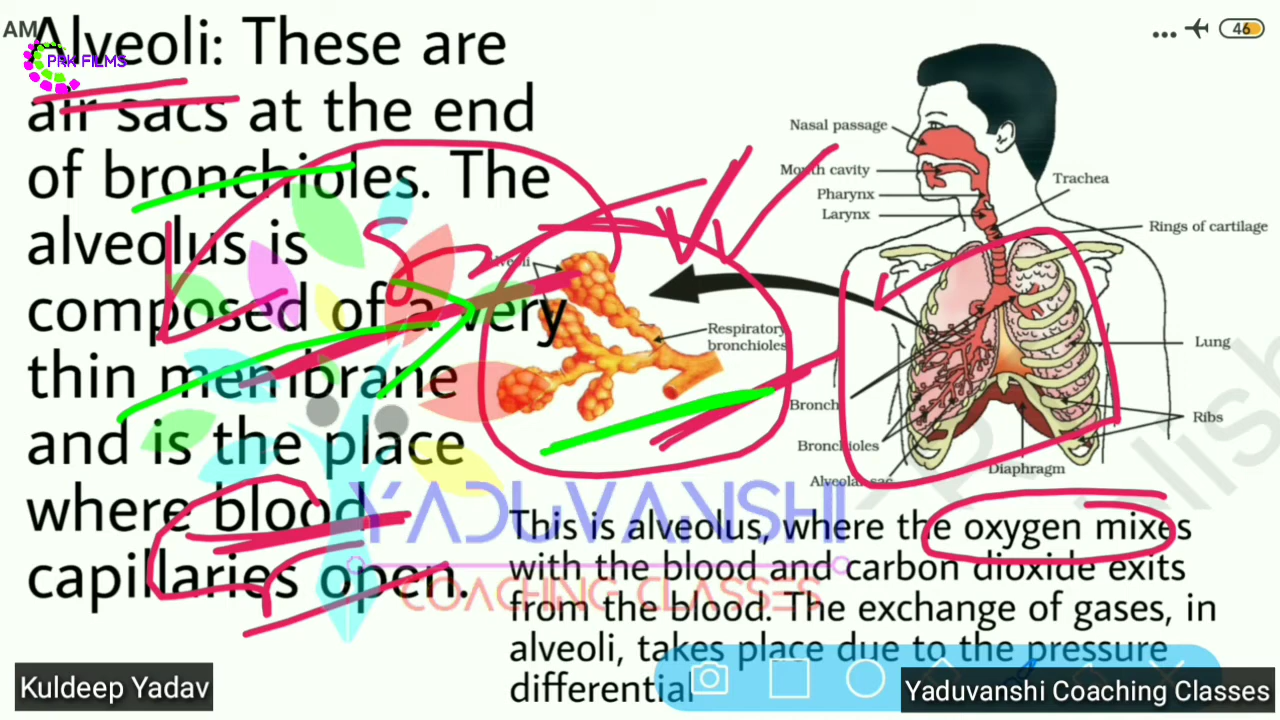 AM
PRK FILMS
46
Alveoli: These are
air sacs at the end
of bronchioles. The
alveolus is
composed of a very
thin membrane
and is the place
where blood
capillaries open.
Nasal passage
Mouth cavity
Pharynx
Larynx
Trachea
Rings of cartilage
Respiratory
bronchioles
Lung
Ribs
Bronchioles
Diaphragm
YADUVANSHI
COACHING CLASSES
This is alveolus, where the oxygen mixes
with the blood and carbon dioxide exits
from the blood. The exchange of gases, in
alveoli, takes place due to the pressure
differential
Kuldeep Yadav
Yaduvanshi Coaching Classes